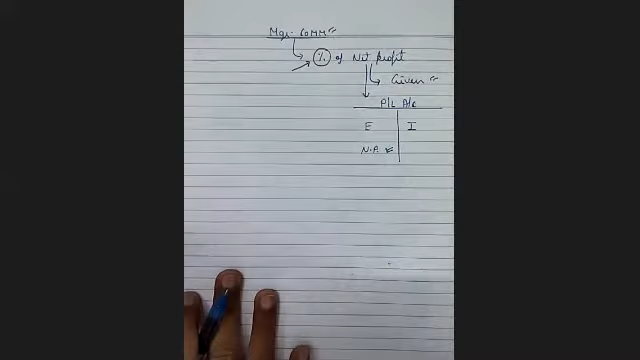 Mgr. Comm"
% of Net Profit
Given
P/L A/c
E I
N.P.